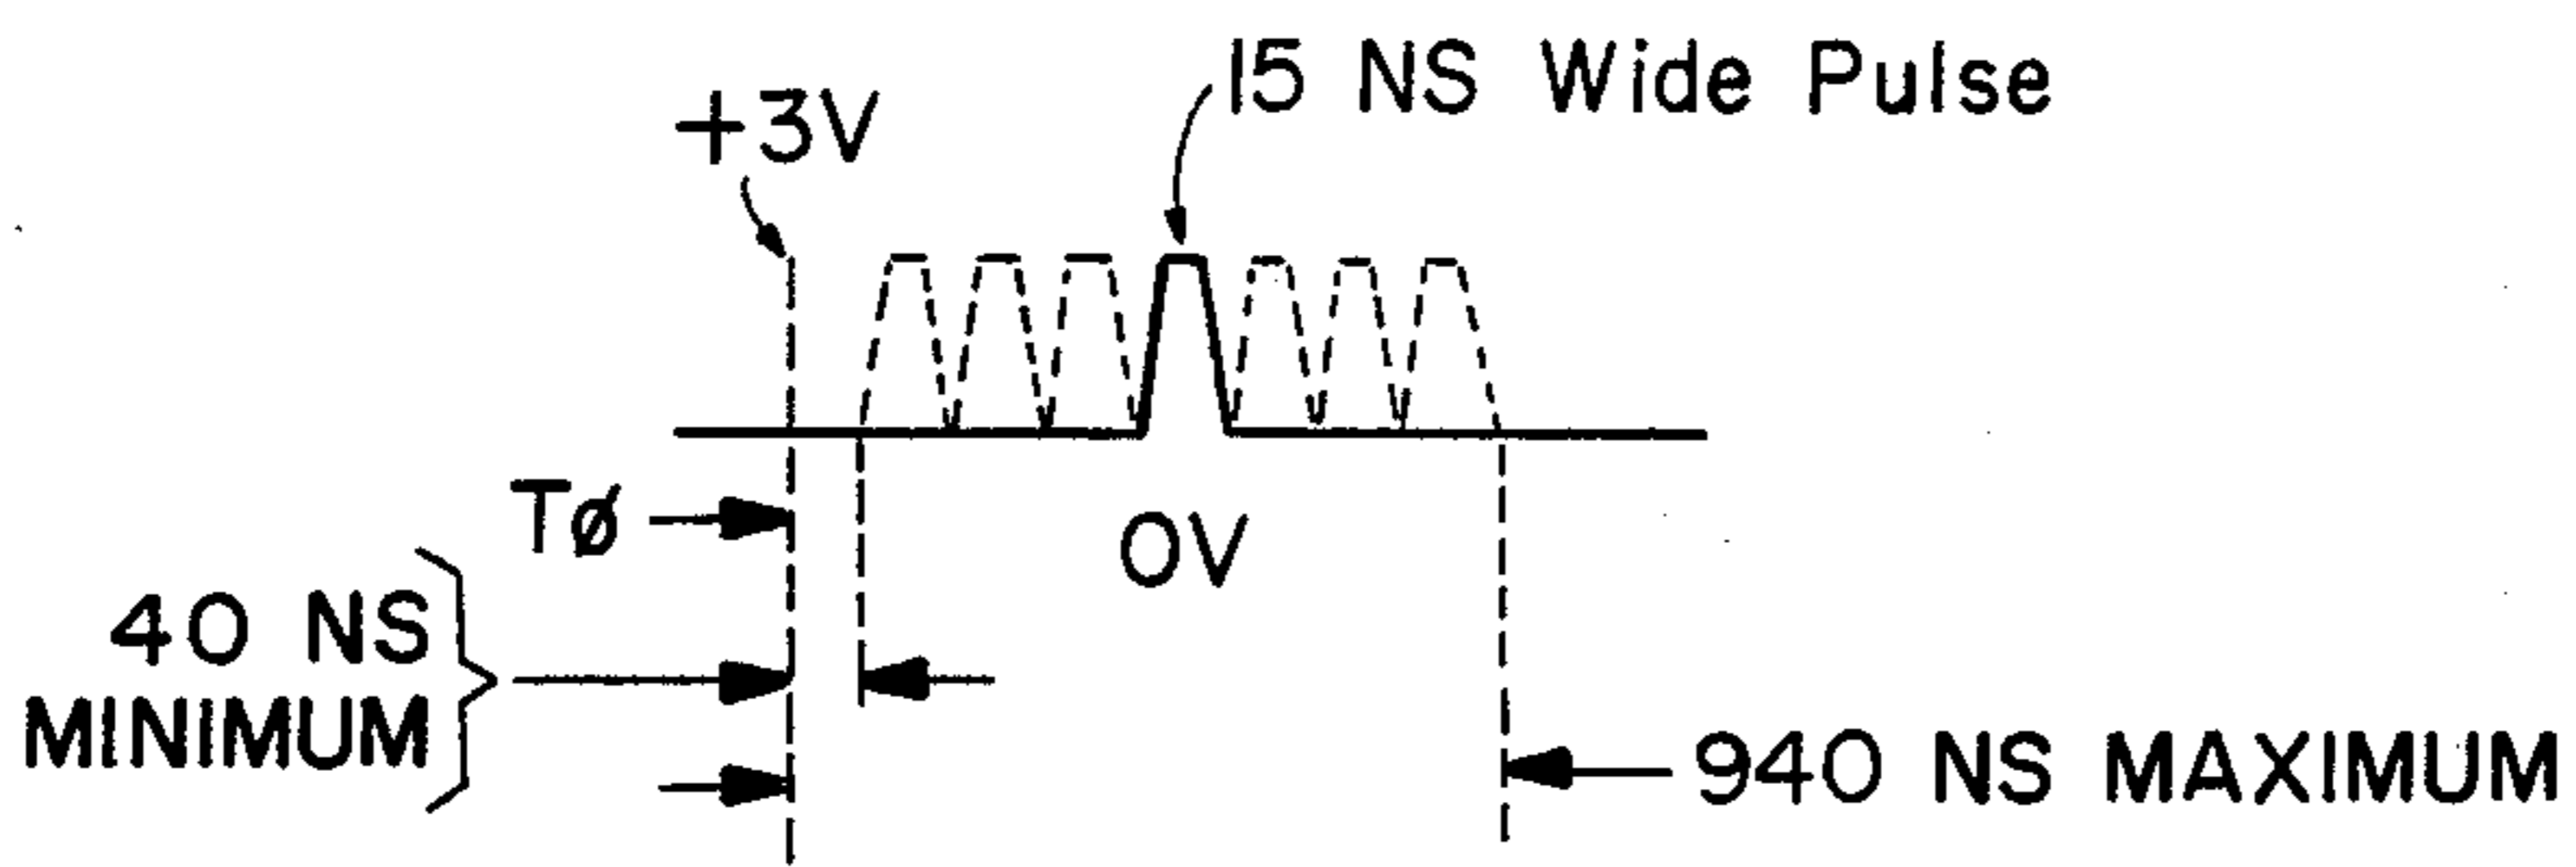 15 NS Wide Pulse
+3V
TØ
0V
40 NS
MINIMUM
940 NS MAXIMUM